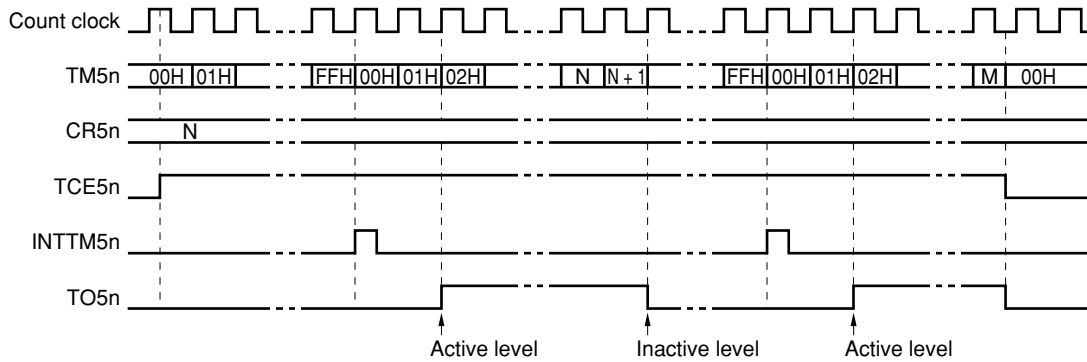 Count clock
TM5n 00H 01H FFH 00H 01H 02H N N + 1 FFH 00H 01H 02H M 00H
CR5n N
TCE5n
INTTM5n
TO5n
Active level Inactive level Active level